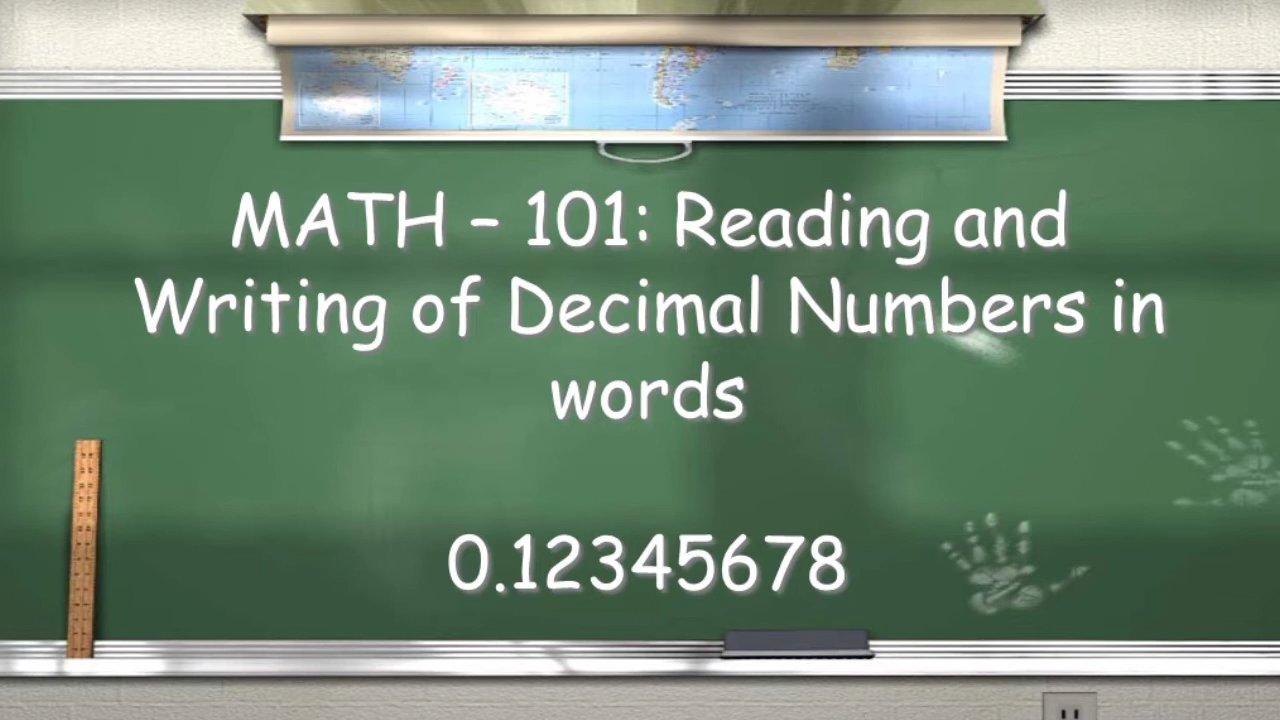 MATH – 101: Reading and
Writing of Decimal Numbers in
words
0.12345678